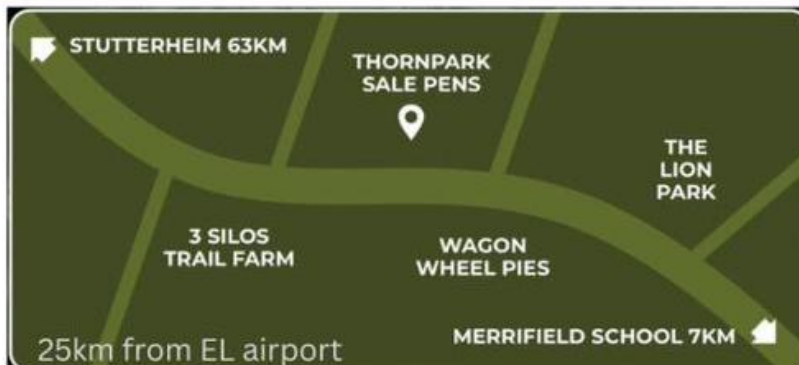 STUTTERHEIM 63KM
THORNPARK
SALE PENS
THE
LION
PARK
3 SILOS
TRAIL FARM
WAGON
WHEEL PIES
MERRIFIELD SCHOOL 7KM
25km from EL airport